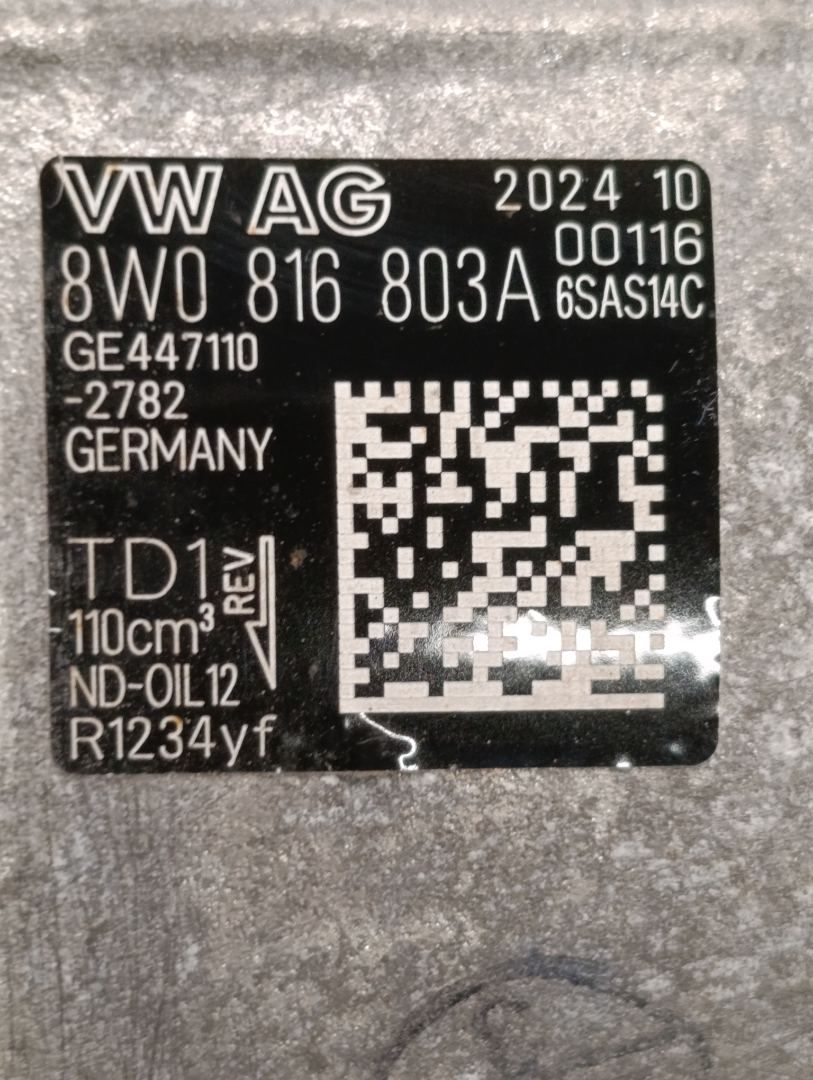 VW AG 2024 10
00116
8W0 816 803A 6SAS14C
GE447110
-2782
GERMANY
TD1 REV
110cm³
ND-OIL12
R1234yf